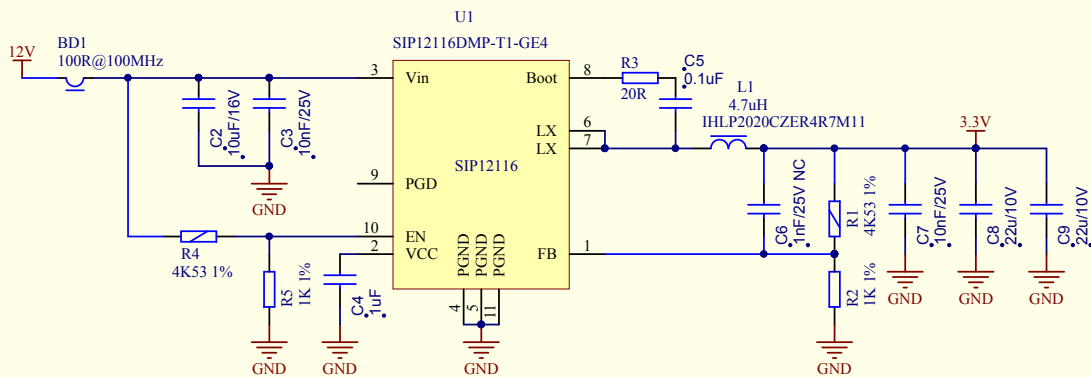 U1
SIP12116DMP-T1-GE4
12V
BD1
100R@100MHz
3
Vin
Boot
8
R3
20R
C5
0.1uF
L1
4.7uH
IHLP2020CZER4R7M11
C2
10uF/16V
C3
10nF/25V
GND
LX
6
LX
7
SIP12116
3.3V
9
PGD
C6
1nF/25V NC
R1
4K53 1%
C7
10nF/25V
C8
22u/10V
C9
22u/10V
R4
4K53 1%
10
EN
2
VCC
FB
1
PGND
PGND
PGND
4
5
11
R5
1K 1%
C4
1uF
R2
1K 1%
GND
GND
GND
GND
GND
GND
GND